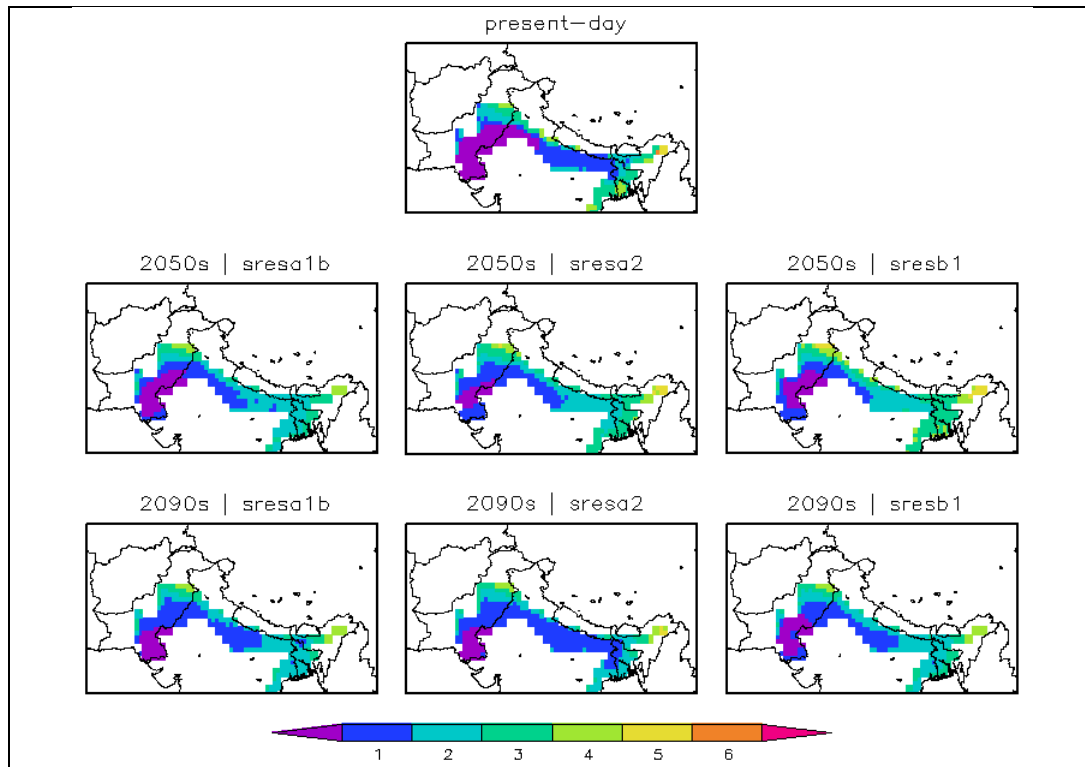 present-day
2050s | sresa1b
2050s | sresa2
2050s | sresb1
2090s | sresa1b
2090s | sresa2
2090s | sresb1
1 2 3 4 5 6